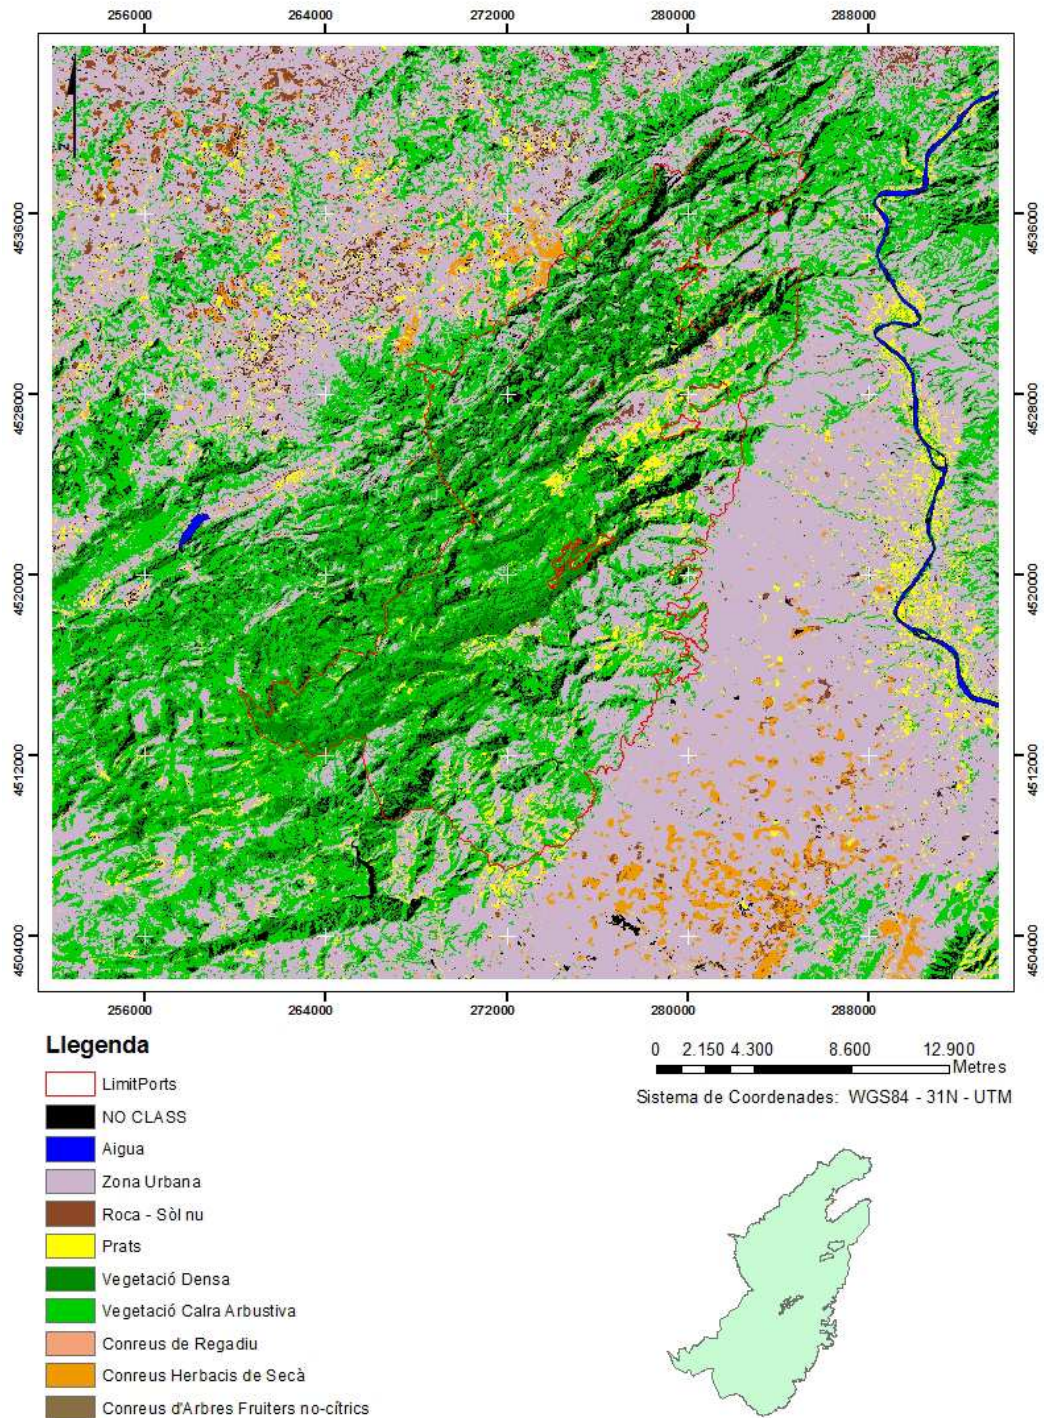 256000 264000 272000 280000 288000
N
4536000 4536000
4528000 4528000
4520000 4520000
4512000 4512000
4504000 4504000
256000 264000 272000 280000 288000
Llegenda
LimitPorts
NO CLASS
Aigua
Zona Urbana
Roca - Sòl nu
Prats
Vegetació Densa
Vegetació Calra Arbustiva
Conreus de Regadiu
Conreus Herbacis de Secà
Conreus d'Arbres Fruiters no-cítrics
0 2.150 4.300 8.600 12.900
Metres
Sistema de Coordenades: WGS84 - 31N - UTM